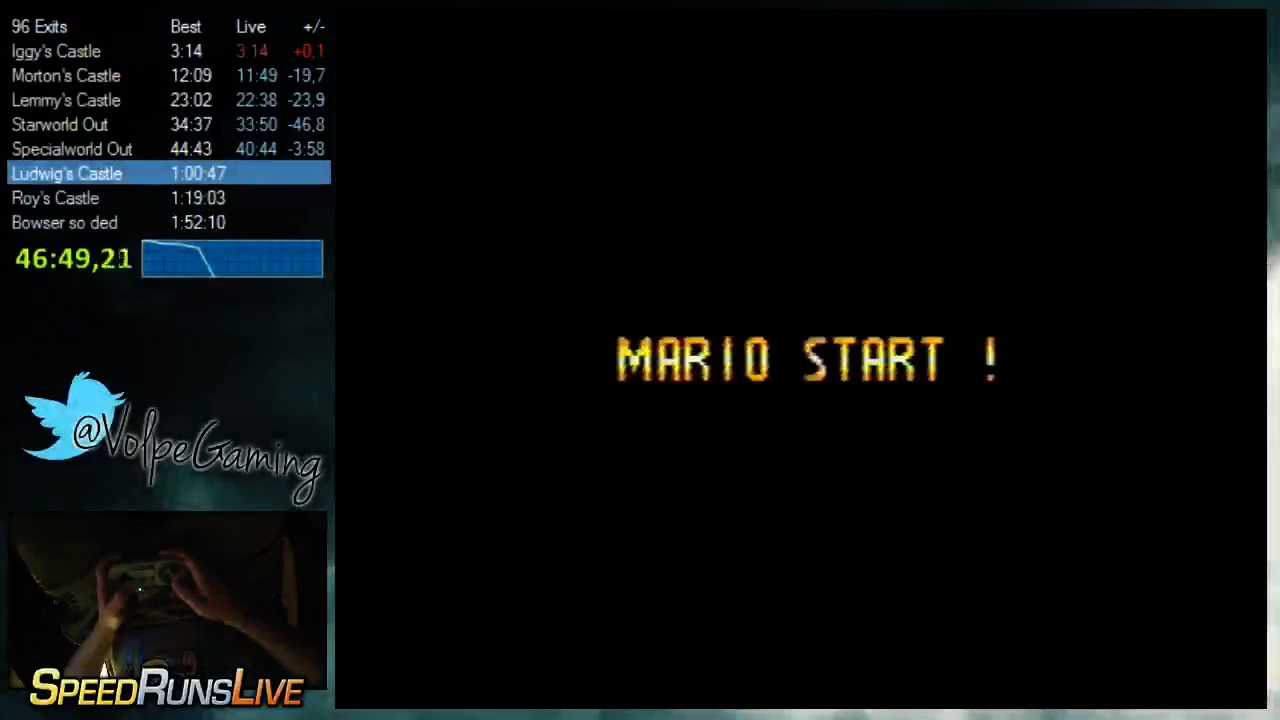 96 Exits Best Live +/-
Iggy's Castle 3:14 3:14 +0,1
Morton's Castle 12:09 11:49 -19,7
Lemmy's Castle 23:02 22:38 -23,9
Starworld Out 34:37 33:50 -46,8
Specialworld Out 44:43 40:44 -3:58
Ludwig's Castle 1:00:47
Roy's Castle 1:19:03
Bowser so ded 1:52:10
46:49,21
MARIO START !
@VolpeGaming
SPEEDRUNSLIVE